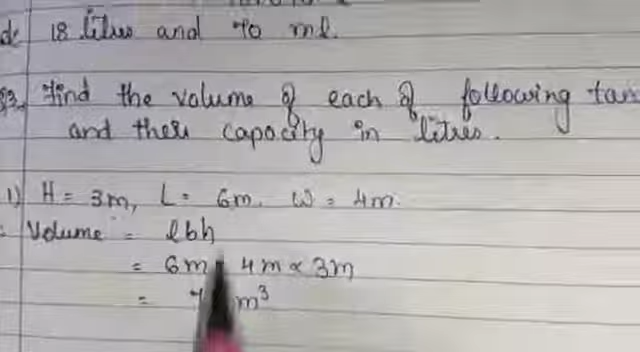 18 litres and 70 ml.
Find the volume of each of following tan
and their capacity in litres.
1) H = 3m, L = 6m. W = 4m.
Volume = lbh
= 6m 4m × 3m
= 7 m³